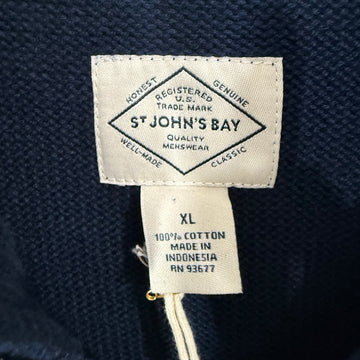 HONEST GENUINE
REGISTERED
U.S.
TRADE MARK
ST JOHN'S BAY
QUALITY
MENSWEAR
WELL-MADE CLASSIC
XL
100% COTTON
MADE IN
INDONESIA
RN 93677